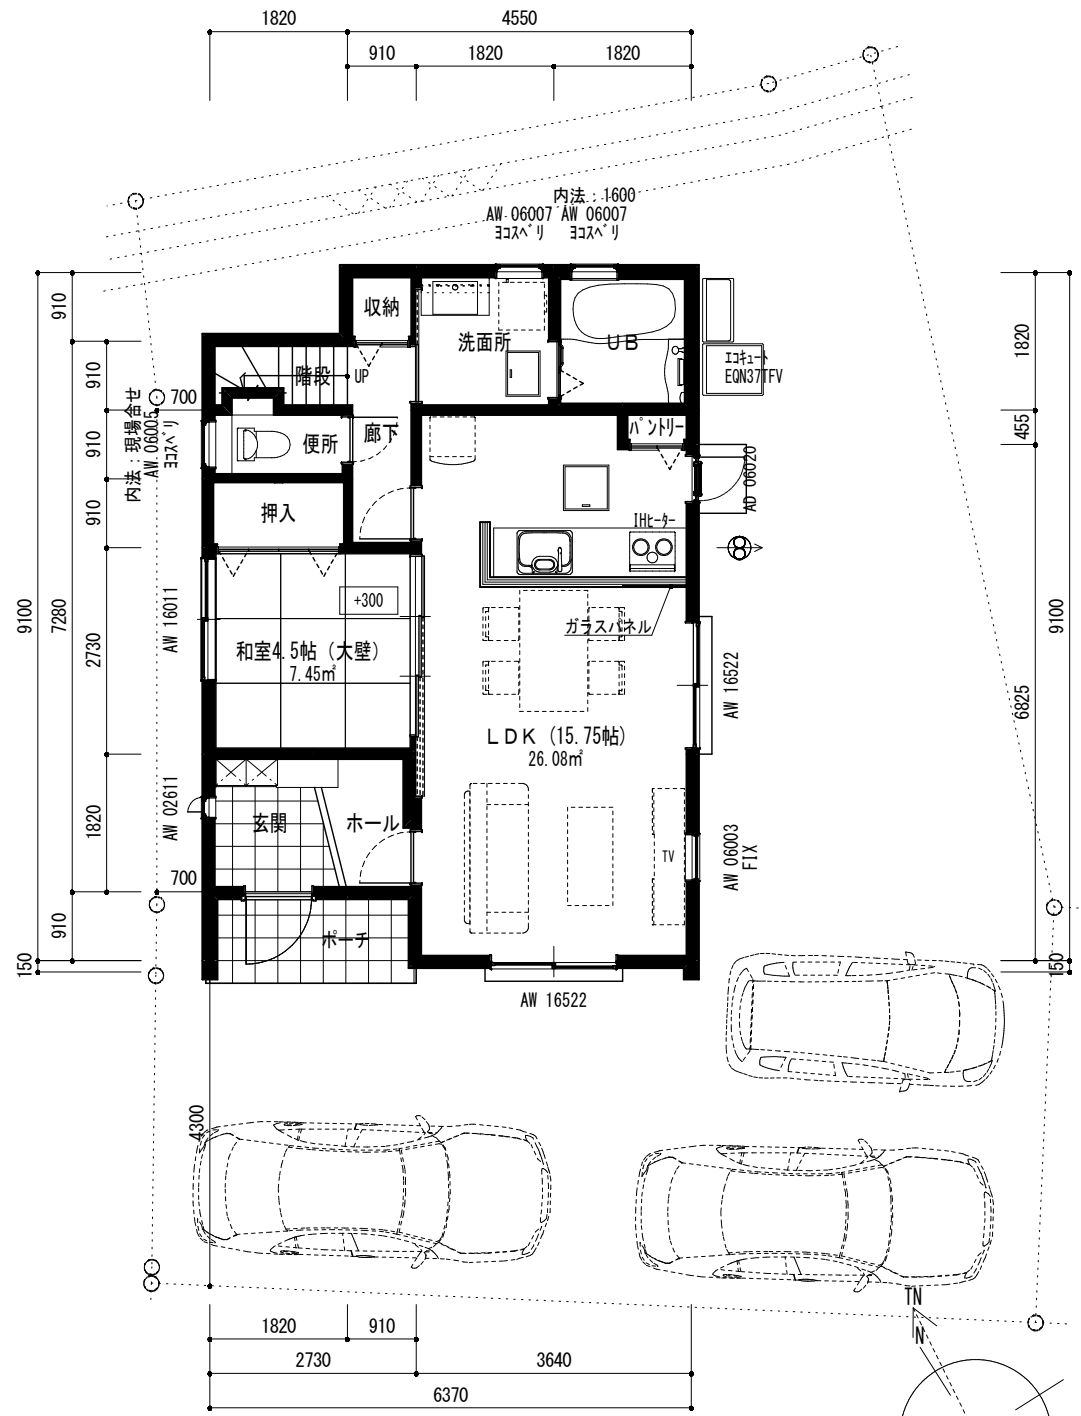 1820
4550
910
1820
1820
内法：1600
AW 06007
AW 06007
ヨコスベリ
ヨコスベリ
910
910
910
910
2730
1820
910
150
7280
9100
700
700
内法：現場合せ
AW 06005
ヨコスベリ
AW 16011
AW 02611
収納
洗面所
UB
エコキュート
EQN37TFV
階段
UP
便所
廊下
パントリー
AD 06020
押入
IHヒーター
+300
ガラスパネル
和室4.5帖（大壁）
7.45㎡
AW 16522
LDK (15.75帖)
26.08㎡
玄関
ホール
TV
AW 06003
FIX
ポーチ
AW 16522
1820
455
6825
9100
150
4300
TN
N
1820
910
2730
3640
6370